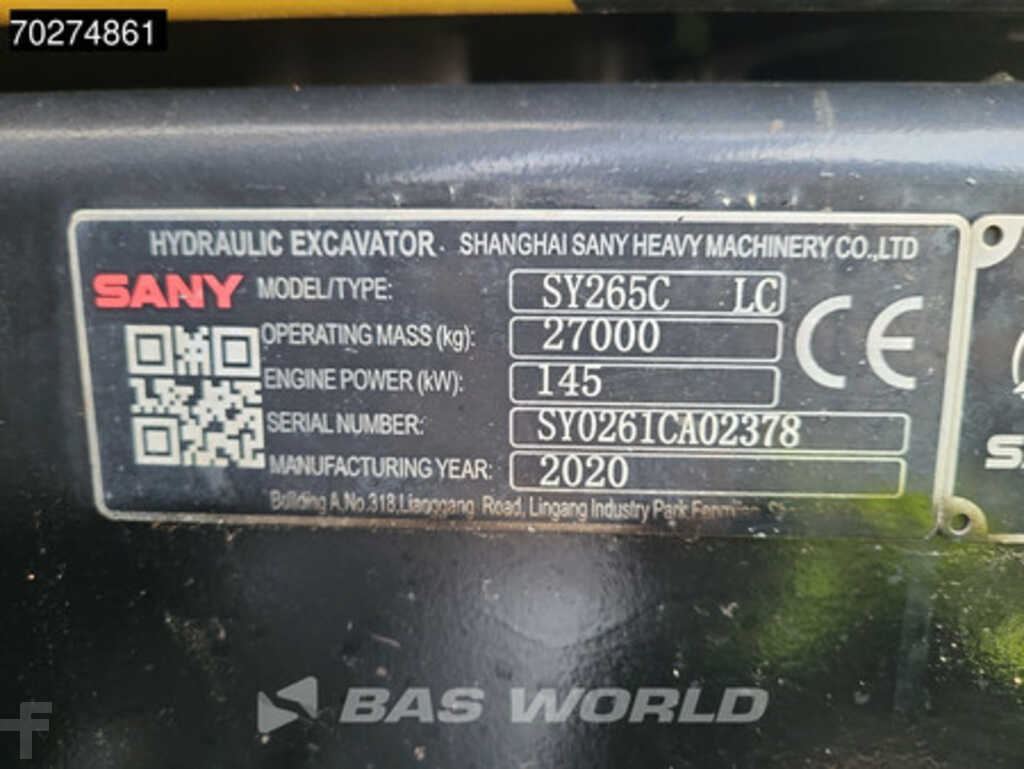 70274861
HYDRAULIC EXCAVATOR. SHANGHAI SANY HEAVY MACHINERY CO.,LTD
SANY MODEL/TYPE: SY265C LC
OPERATING MASS (kg): 27000
CE
ENGINE POWER (kW): 145
SERIAL NUMBER: SY0261CA02378
MANUFACTURING YEAR: 2020
Building A,No.318,Lianggang Road, Lingang Industry Park
BAS WORLD